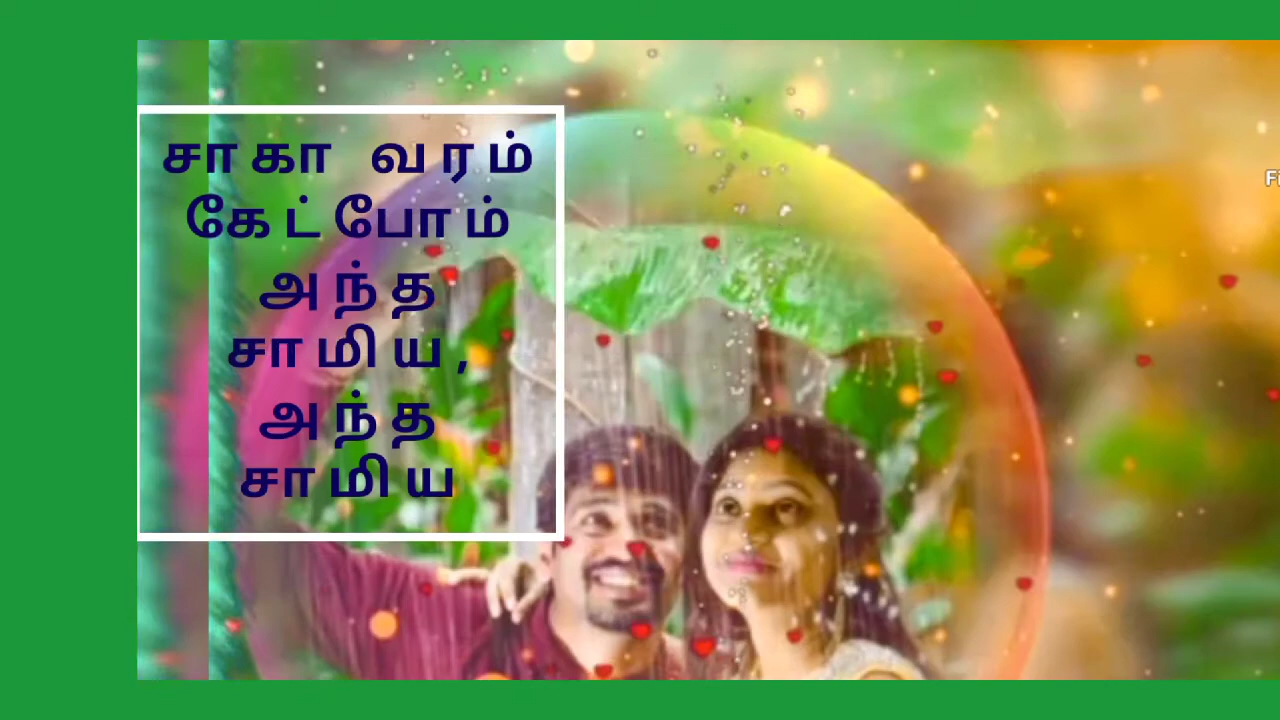 சாகா வரம்
கேட்போம்
அந்த
சாமிய,
அந்த
சாமிய